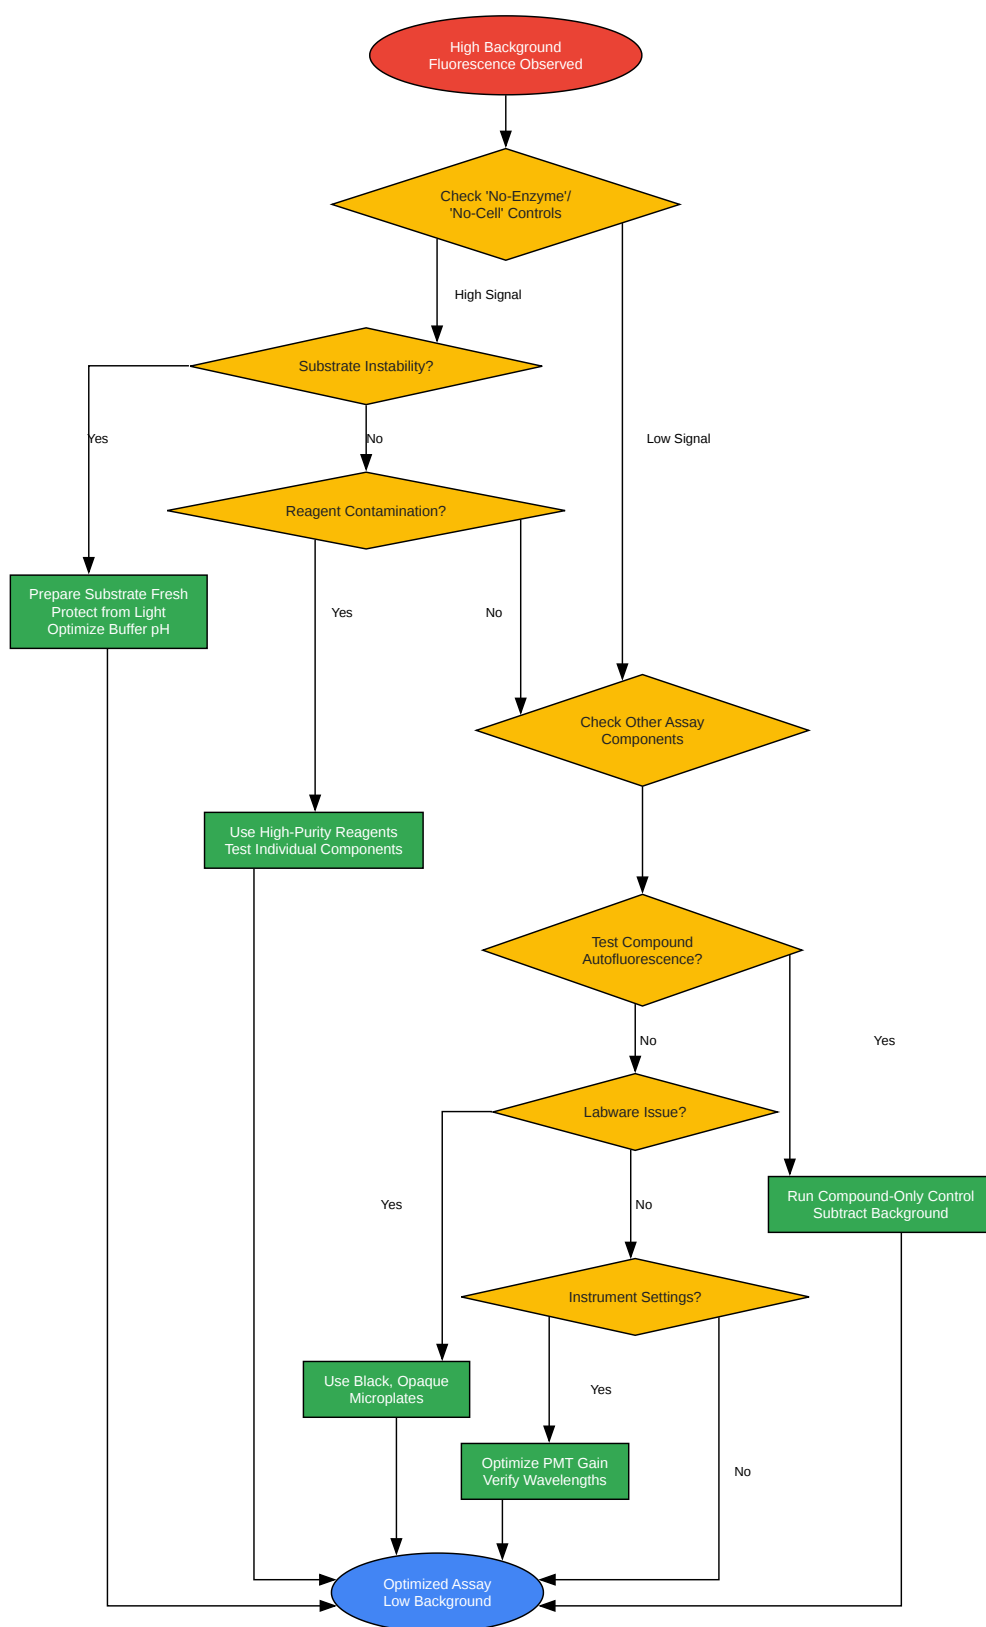 High Background
Fluorescence Observed
Check 'No-Enzyme'/
'No-Cell' Controls
High Signal
Substrate Instability?
Yes
No
Low Signal
Reagent Contamination?
Prepare Substrate Fresh
Protect from Light
Optimize Buffer pH
Yes
No
Check Other Assay
Components
Use High-Purity Reagents
Test Individual Components
Test Compound
Autofluorescence?
No
Yes
Labware Issue?
Yes
No
Run Compound-Only Control
Subtract Background
Instrument Settings?
Use Black, Opaque
Microplates
Yes
Optimize PMT Gain
Verify Wavelengths
No
Optimized Assay
Low Background